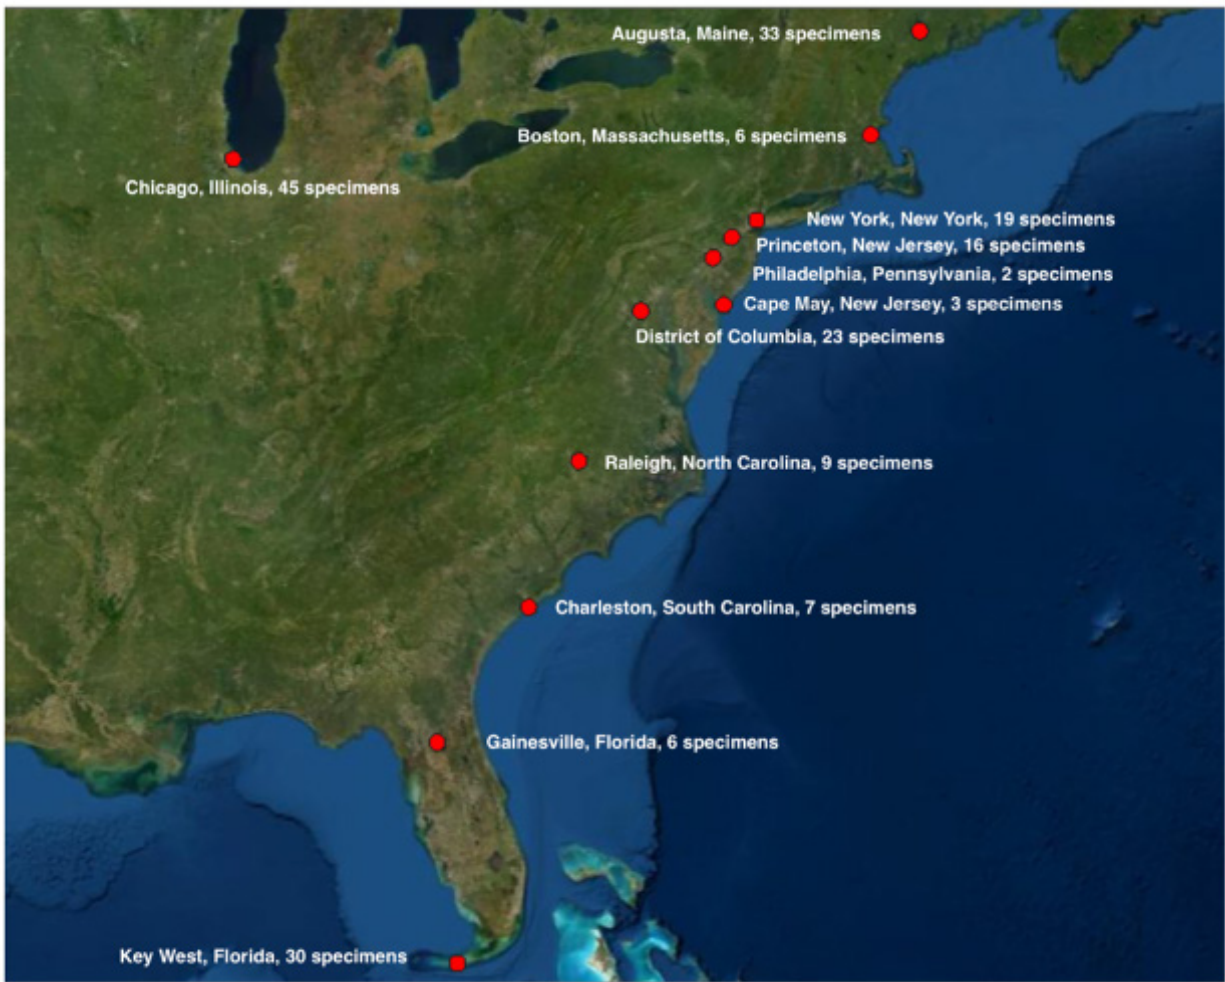 Augusta, Maine, 33 specimens
Boston, Massachusetts, 6 specimens
Chicago, Illinois, 45 specimens
New York, New York, 19 specimens
Princeton, New Jersey, 16 specimens
Philadelphia, Pennsylvania, 2 specimens
Cape May, New Jersey, 3 specimens
District of Columbia, 23 specimens
Raleigh, North Carolina, 9 specimens
Charleston, South Carolina, 7 specimens
Gainesville, Florida, 6 specimens
Key West, Florida, 30 specimens